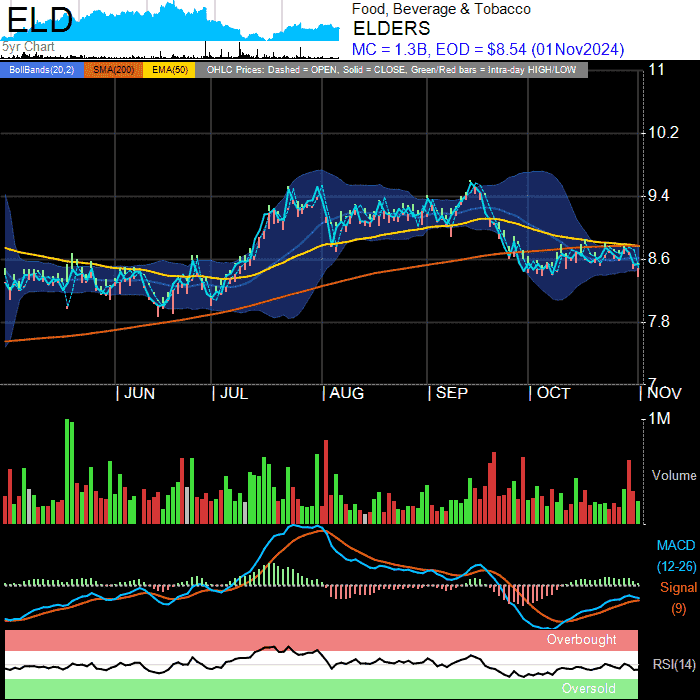 ELD
5yr Chart
Food, Beverage & Tobacco
ELDERS
MC = 1.3B, EOD = $8.54 (01Nov2024)
BollBands(20,2) SMA(200) EMA(50) OHLC Prices: Dashed = OPEN, Solid = CLOSE, Green/Red bars = Intra-day HIGH/LOW
11
10.2
9.4
8.6
7.8
7
JUN JUL AUG SEP OCT NOV
1M
Volume
MACD
(12-26)
Signal
(9)
Overbought
RSI(14)
Oversold